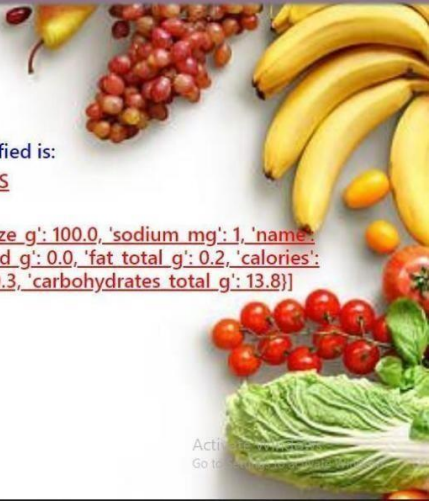 fied is:
S
ze_g': 100.0, 'sodium_mg': 1, 'name':
d_g': 0.0, 'fat_total_g': 0.2, 'calories':
.3, 'carbohydrates_total_g': 13.8}]
Go to